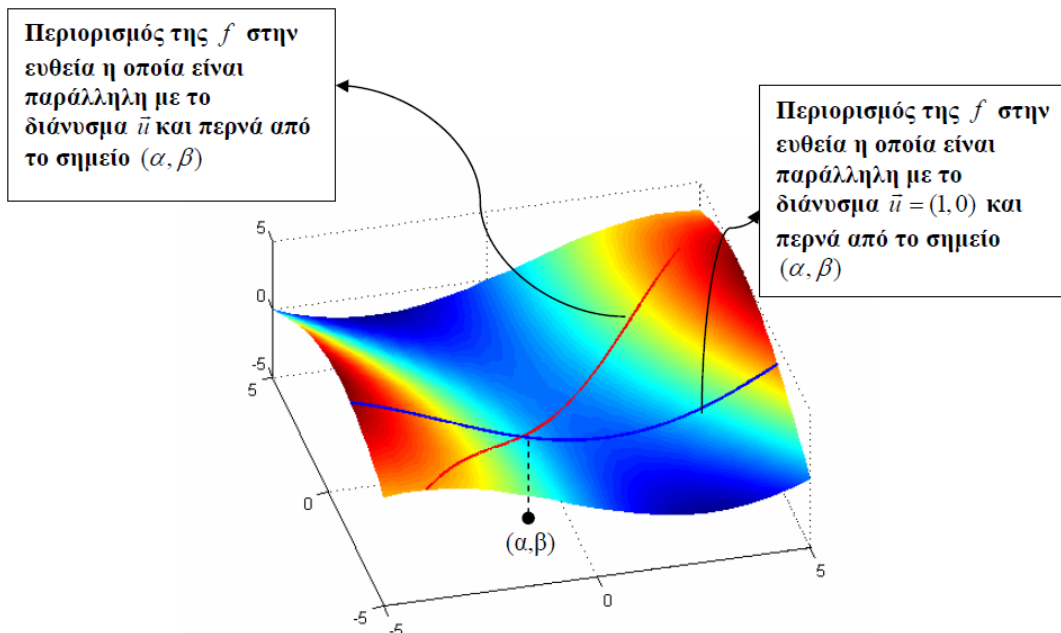 Περιορισμός της f στην
ευθεία η οποία είναι
παράλληλη με το
διάνυσμα u⃗ και περνά από
το σημείο (α, β)
Περιορισμός της f στην
ευθεία η οποία είναι
παράλληλη με το
διάνυσμα u⃗ = (1, 0) και
περνά από το σημείο
(α, β)
5
0
-5
5
0
-5
-5
0
5
(α,β)